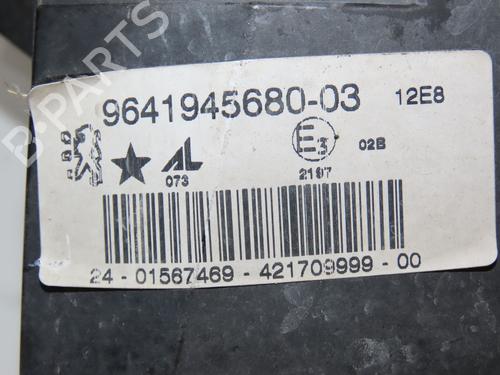 9641945680-03 12E8
AL
073
E3
2197
02B
24 - 01567469 - 421709999 - 00
B-PARTS